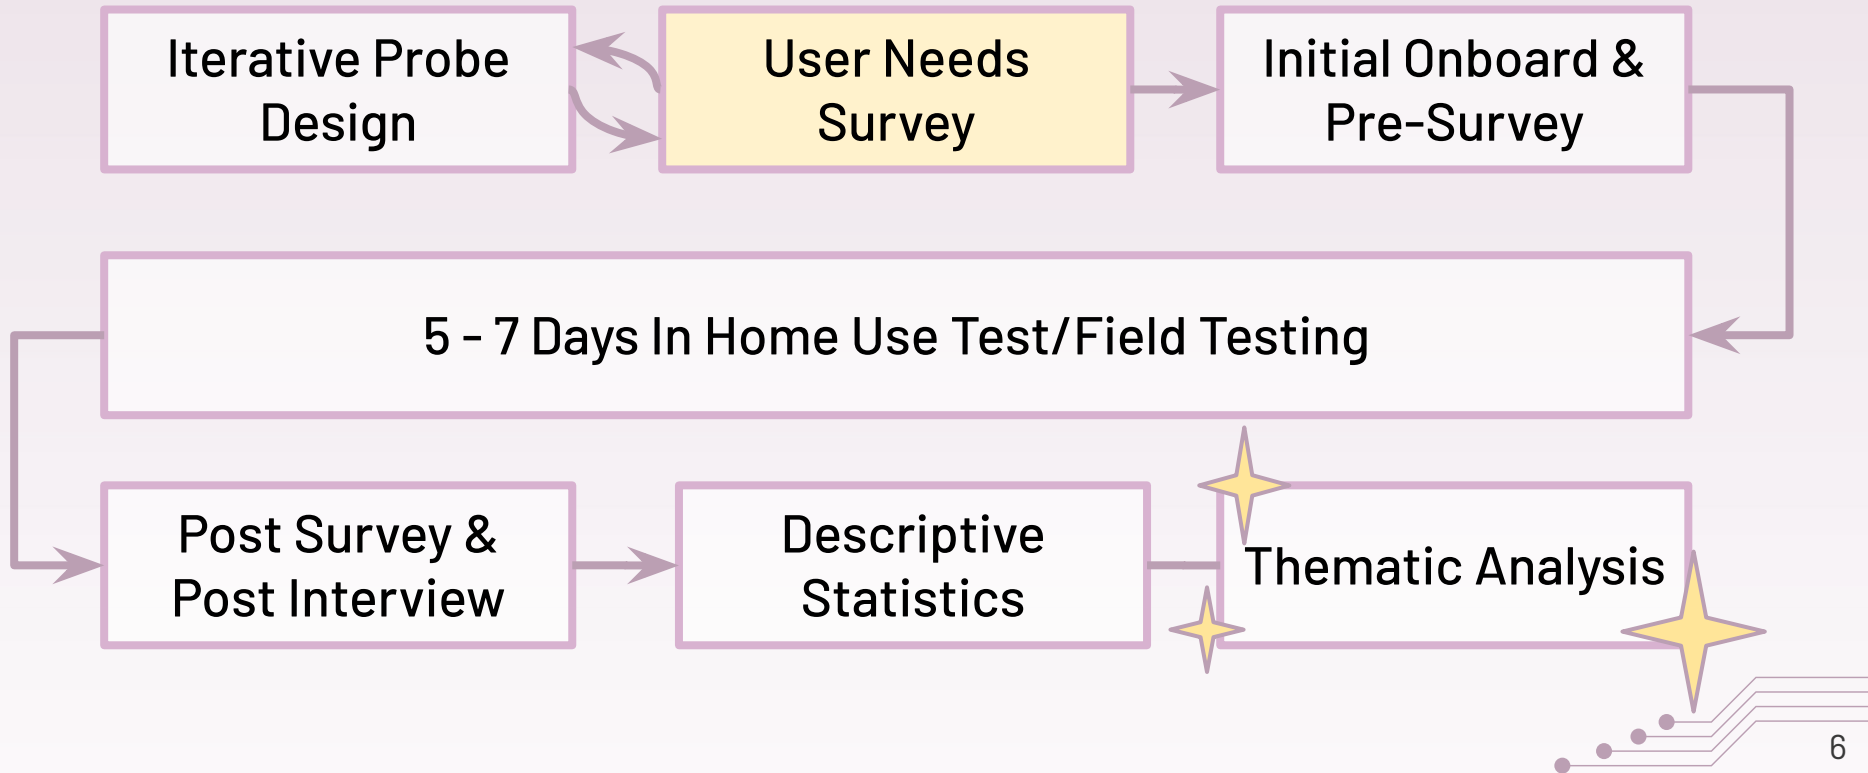 Iterative Probe
Design
User Needs
Survey
Initial Onboard &
Pre-Survey
5 - 7 Days In Home Use Test/Field Testing
Post Survey &
Post Interview
Descriptive
Statistics
Thematic Analysis
6